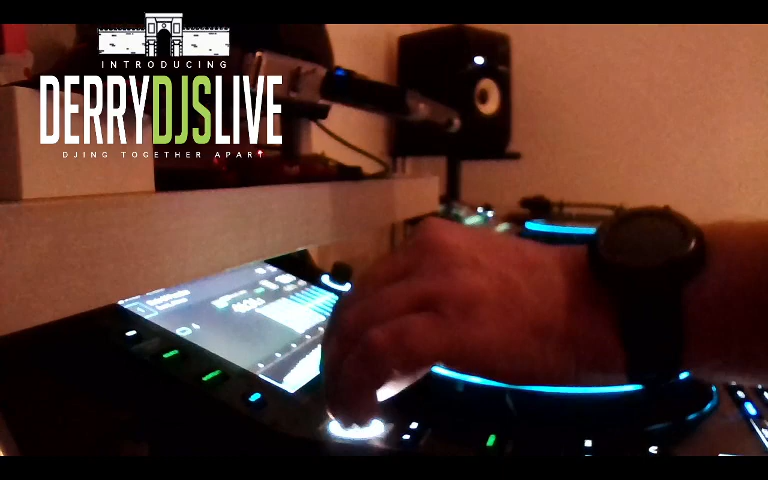 INTRODUCING
DERRYDJSLIVE
DJING TOGETHER APART